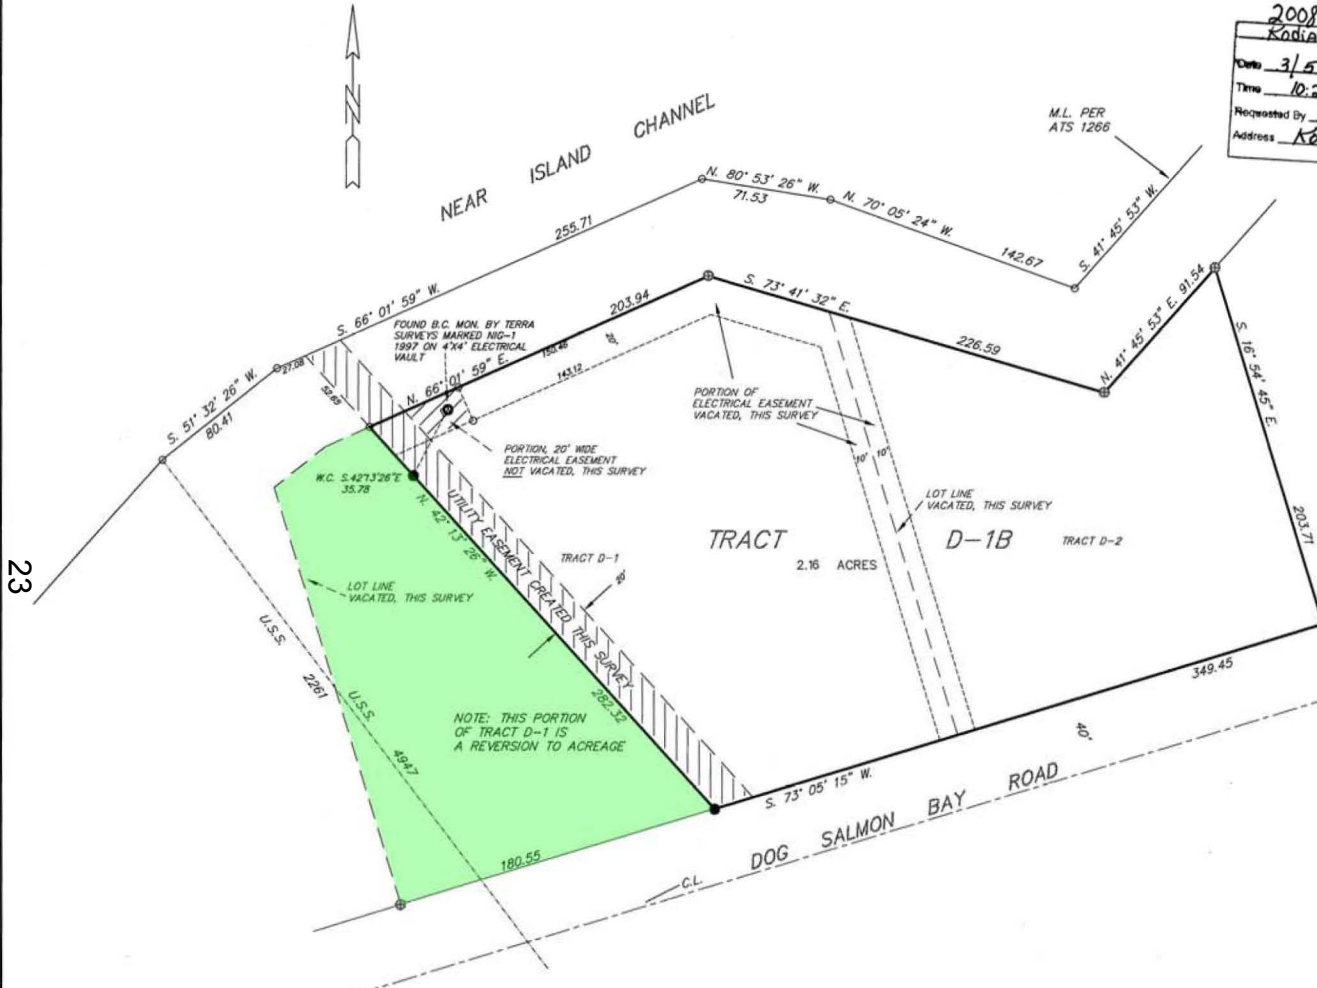 2008
Kodia
Date 3/5
Time 10:2
Requested By
Address Ko
N
M.L. PER
ATS 1266
NEAR ISLAND CHANNEL
N. 80° 53' 26" W.
71.53
N. 70° 05' 24" W.
142.67
S. 41° 45' 53" W.
255.71
S. 66° 01' 59" W.
27.08
52.65
S. 51° 32' 26" W.
80.41
FOUND B.C. MON. BY TERRA
SURVEYS MARKED NIG-1
1997 ON 4'X4' ELECTRICAL
VAULT
N. 66° 01' 59" E.
203.94
150.46
20'
143.12
S. 73° 41' 32" E.
226.59
N. 41° 45' 53" E. 91.54
S. 16° 54' 45" E.
203.71
PORTION OF
ELECTRICAL EASEMENT
VACATED, THIS SURVEY
10' 10'
PORTION, 20' WIDE
ELECTRICAL EASEMENT
NOT VACATED, THIS SURVEY
W.C. S.42°13'26"E
35.78
LOT LINE
VACATED, THIS SURVEY
TRACT D-1B
2.16 ACRES
TRACT D-2
TRACT D-1
20'
N. 42° 13' 26" W.
282.32
UTILITY EASEMENT CREATED THIS SURVEY
LOT LINE
VACATED, THIS SURVEY
23
U.S.S. 2261
U.S.S. 4947
NOTE: THIS PORTION
OF TRACT D-1 IS
A REVERSION TO ACREAGE
349.45
S. 73° 05' 15" W.
40'
180.55
DOG SALMON BAY ROAD
C.L.